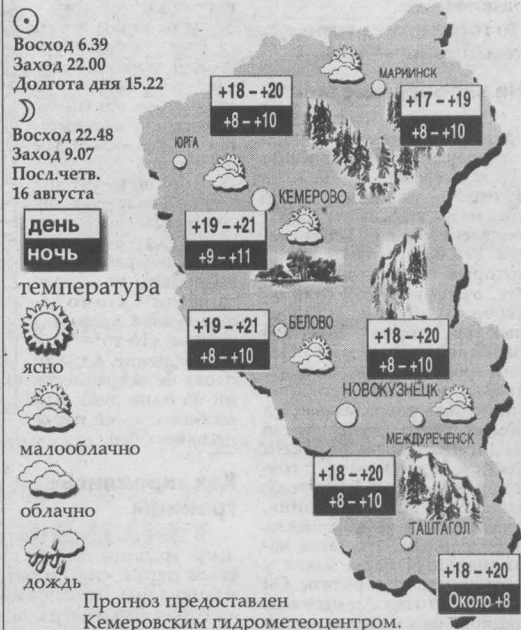 Восход 6.39
Заход 22.00
Долгота дня 15.22
Восход 22.48
Заход 9.07
Посл.четв.
16 августа
день
ночь
температура
ясно
малооблачно
облачно
дождь
+18 – +20
+8 – +10
МАРИИНСК
+17 – +19
+8 – +10
ЮРГА
КЕМЕРОВО
+19 – +21
+9 – +11
+19 – +21
+8 – +10
БЕЛОВО
+18 – +20
+8 – +10
НОВОКУЗНЕЦК
МЕЖДУРЕЧЕНСК
+18 – +20
+8 – +10
ТАШТАГОЛ
+18 – +20
Около +8
Прогноз предоставлен
Кемеровским гидрометеоцентром.